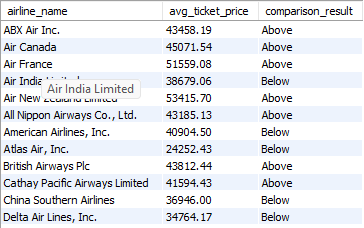 airline_name avg_ticket_price comparison_result
ABX Air Inc. 43458.19 Above
Air Canada 45071.54 Above
Air France 51559.08 Above
Air India Limited 38679.06 Below
Air India Limited
Air New Zealand Limited 53415.70 Above
All Nippon Airways Co., Ltd. 43185.13 Above
American Airlines, Inc. 40904.50 Below
Atlas Air, Inc. 24252.43 Below
British Airways Plc 43812.44 Above
Cathay Pacific Airways Limited 41594.43 Above
China Southern Airlines 36946.00 Below
Delta Air Lines, Inc. 34764.17 Below